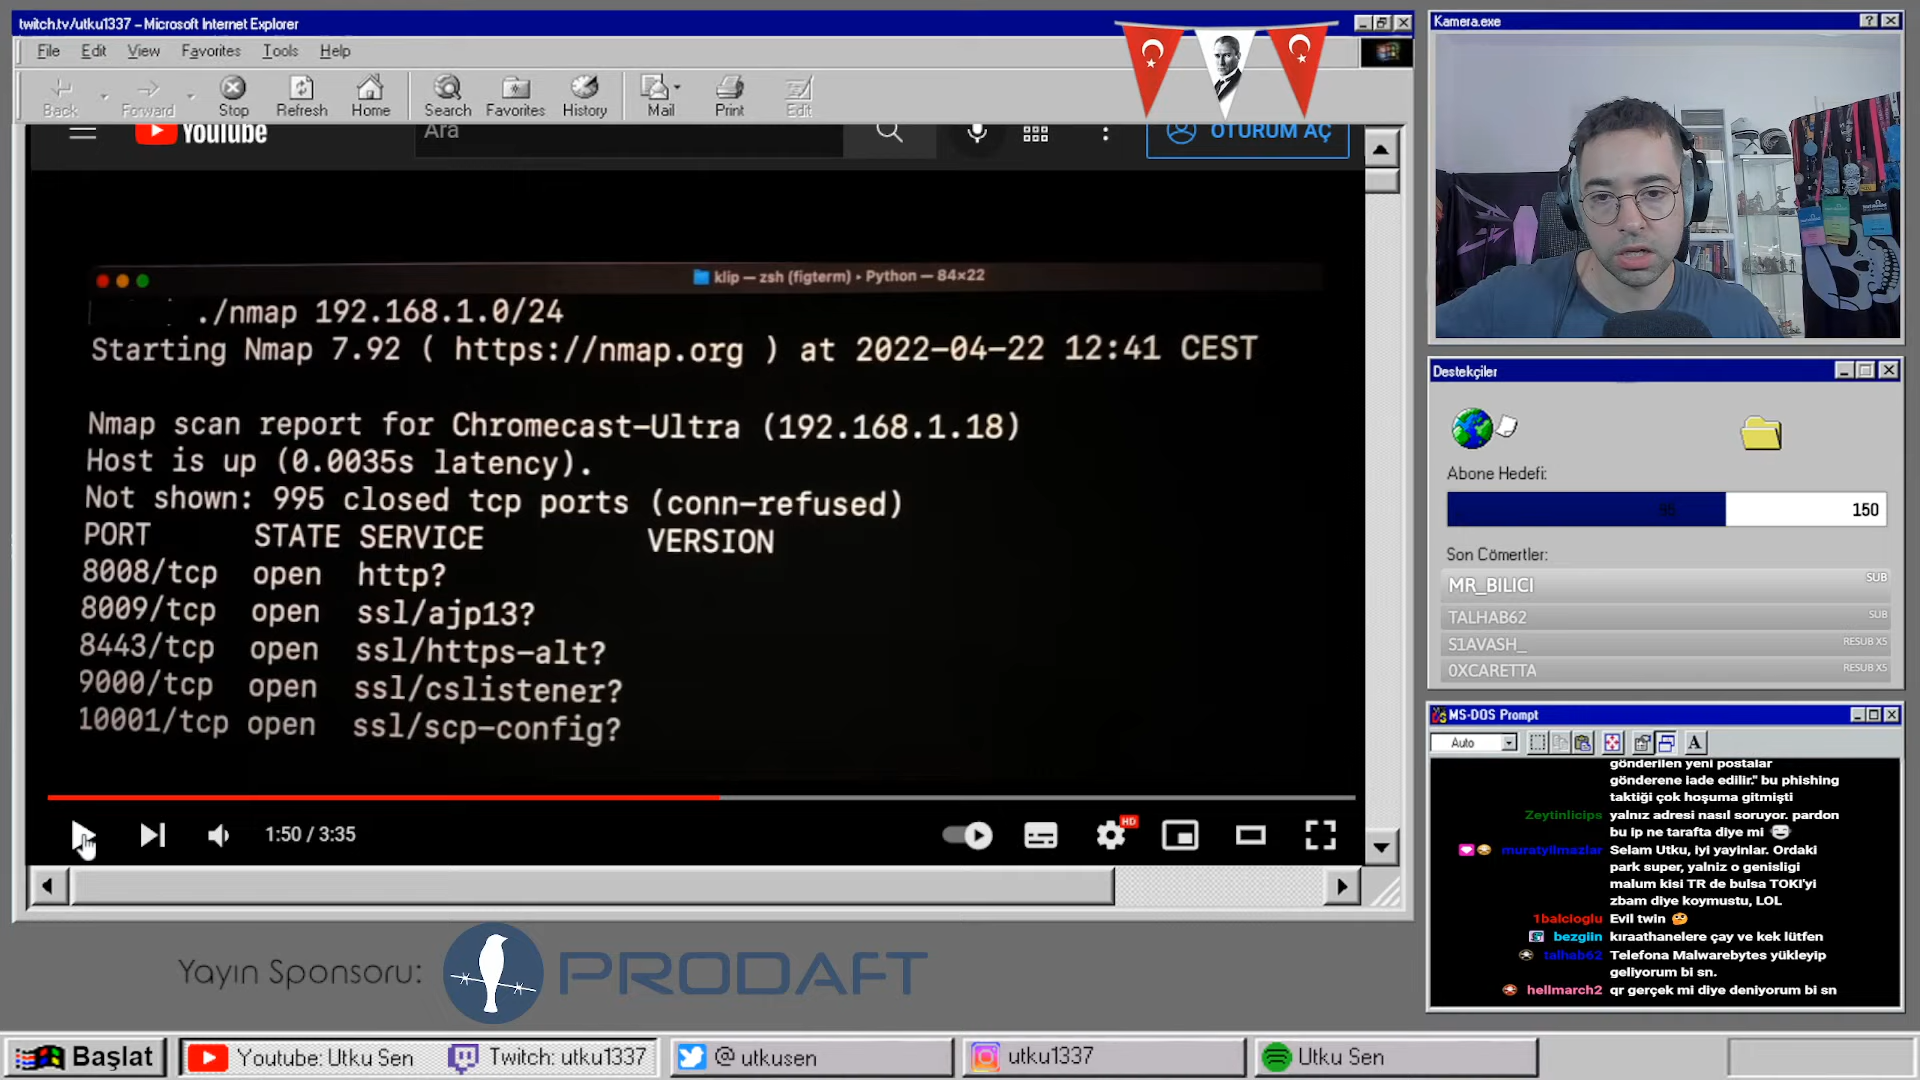 twitch.tv/utku1337 – Microsoft Internet Explorer
File Edit View Favorites Tools Help
Back Forward Stop Refresh Home Search Favorites History Mail Print Edit
YouTube Ara OTURUM AÇ
klip — zsh (figterm) ▸ Python — 84×22
./nmap 192.168.1.0/24
Starting Nmap 7.92 ( https://nmap.org ) at 2022-04-22 12:41 CEST
Nmap scan report for Chromecast-Ultra (192.168.1.18)
Host is up (0.0035s latency).
Not shown: 995 closed tcp ports (conn-refused)
PORT STATE SERVICE VERSION
8008/tcp open http?
8009/tcp open ssl/ajp13?
8443/tcp open ssl/https-alt?
9000/tcp open ssl/cslistener?
10001/tcp open ssl/scp-config?
1:50 / 3:35
HD
Yayın Sponsoru: PRODAFT
Kamera.exe
Destekçiler
Abone Hedefi:
150
Son Cömertler:
MR_BILICI SUB
TALHAB62 SUB
S1AVASH_ RESUB X5
0XCARETTA RESUB X5
MS-DOS Prompt
Auto
A
gönderilen yeni postalar
gönderene iade edilir." bu phishing
taktiği çok hoşuma gitmişti
Zeytinlicips yalnız adresi nasıl soruyor. pardon
bu ip ne tarafta diye mi
muratyilmazlar Selam Utku, iyi yayinlar. Ordaki
park super, yalniz o genisligi
malum kisi TR de bulsa TOKI'yi
zbam diye koymustu, LOL
1balcioglu Evil twin
bezgiin kıraathanelere çay ve kek lütfen
talhab62 Telefona Malwarebytes yükleyip
geliyorum bi sn.
hellmarch2 qr gerçek mi diye deniyorum bi sn
Başlat
Youtube: Utku Sen
Twitch: utku1337
@ utkusen
utku1337
Utku Sen